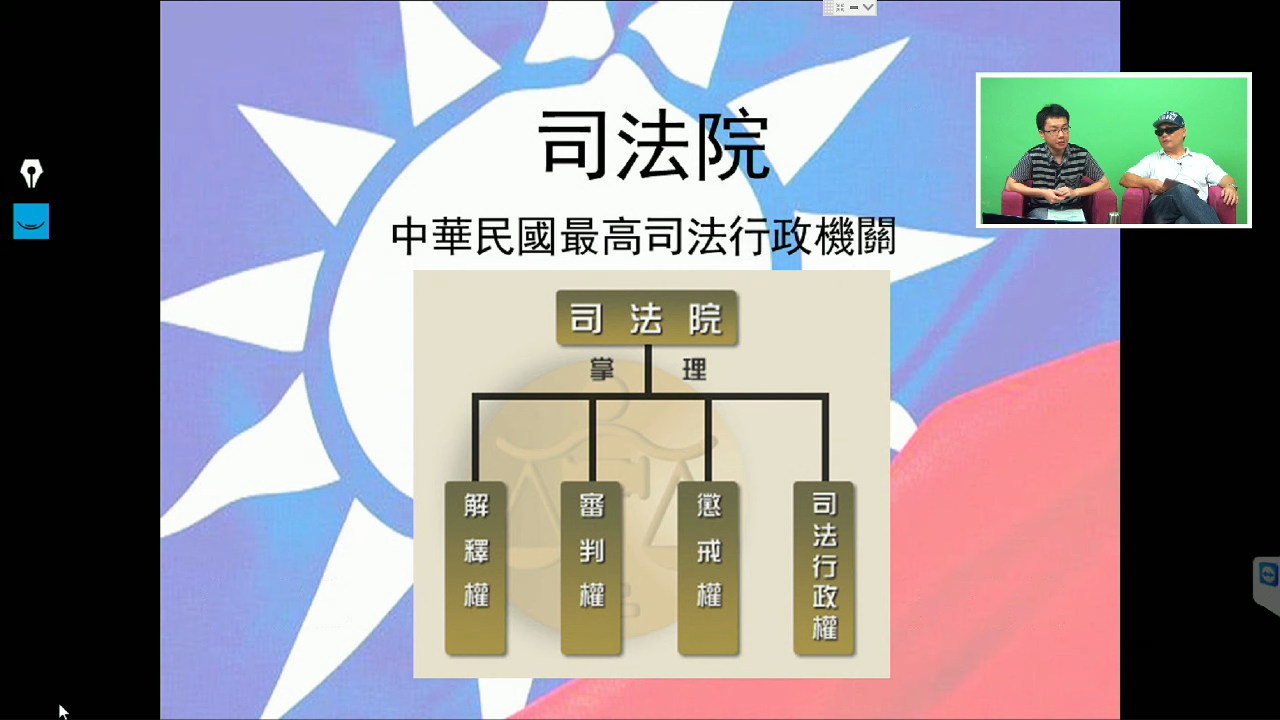 司法院
中華民國最高司法行政機關
司法院
掌理
解釋權
審判權
懲戒權
司法行政權